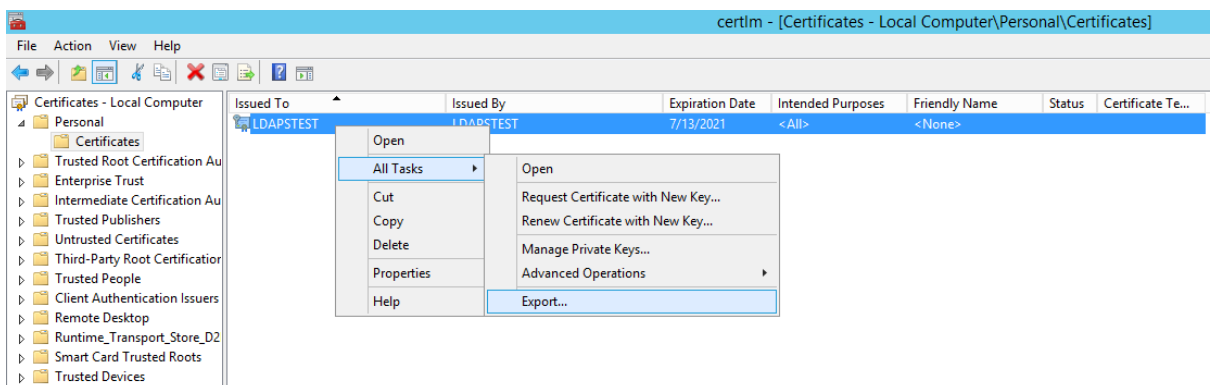 certlm - [Certificates - Local Computer\Personal\Certificates]
File Action View Help
Certificates - Local Computer
Personal
Certificates
Trusted Root Certification Au
Enterprise Trust
Intermediate Certification Au
Trusted Publishers
Untrusted Certificates
Third-Party Root Certification
Trusted People
Client Authentication Issuers
Remote Desktop
Runtime_Transport_Store_D2
Smart Card Trusted Roots
Trusted Devices
Issued To Issued By Expiration Date Intended Purposes Friendly Name Status Certificate Te...
LDAPSTEST LDAPSTEST 7/13/2021 <All> <None>
Open
All Tasks
Cut
Copy
Delete
Properties
Help
Open
Request Certificate with New Key...
Renew Certificate with New Key...
Manage Private Keys...
Advanced Operations
Export...